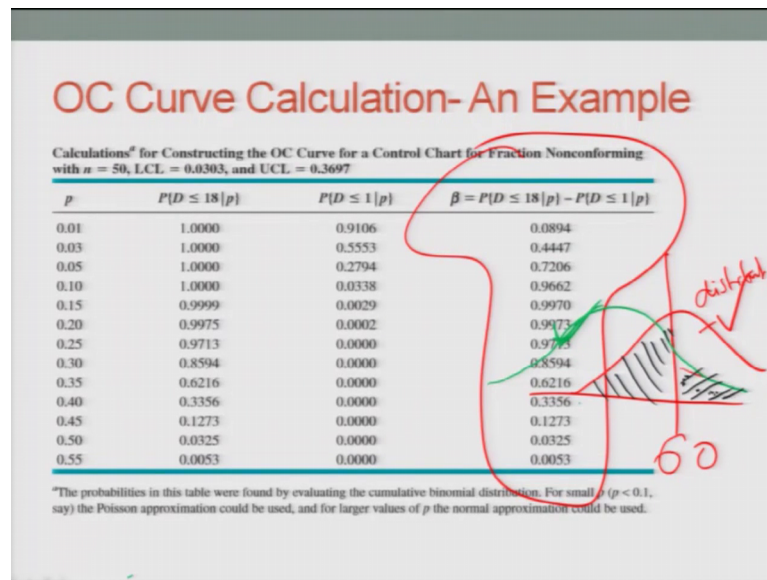 OC Curve Calculation- An Example
Calculationsᵃ for Constructing the OC Curve for a Control Chart for Fraction Nonconforming
with n = 50, LCL = 0.0303, and UCL = 0.3697
p P{D ≤ 18|p} P{D ≤ 1|p} β = P{D ≤ 18|p} – P{D ≤ 1|p}
0.01 1.0000 0.9106 0.0894
0.03 1.0000 0.5553 0.4447
0.05 1.0000 0.2794 0.7206
0.10 1.0000 0.0338 0.9662
0.15 0.9999 0.0029 0.9970
0.20 0.9975 0.0002 0.9973
0.25 0.9713 0.0000 0.9713
0.30 0.8594 0.0000 0.8594
0.35 0.6216 0.0000 0.6216
0.40 0.3356 0.0000 0.3356
0.45 0.1273 0.0000 0.1273
0.50 0.0325 0.0000 0.0325
0.55 0.0053 0.0000 0.0053
60
ᵃThe probabilities in this table were found by evaluating the cumulative binomial distribution. For small p (p < 0.1,
say) the Poisson approximation could be used, and for larger values of p the normal approximation could be used.